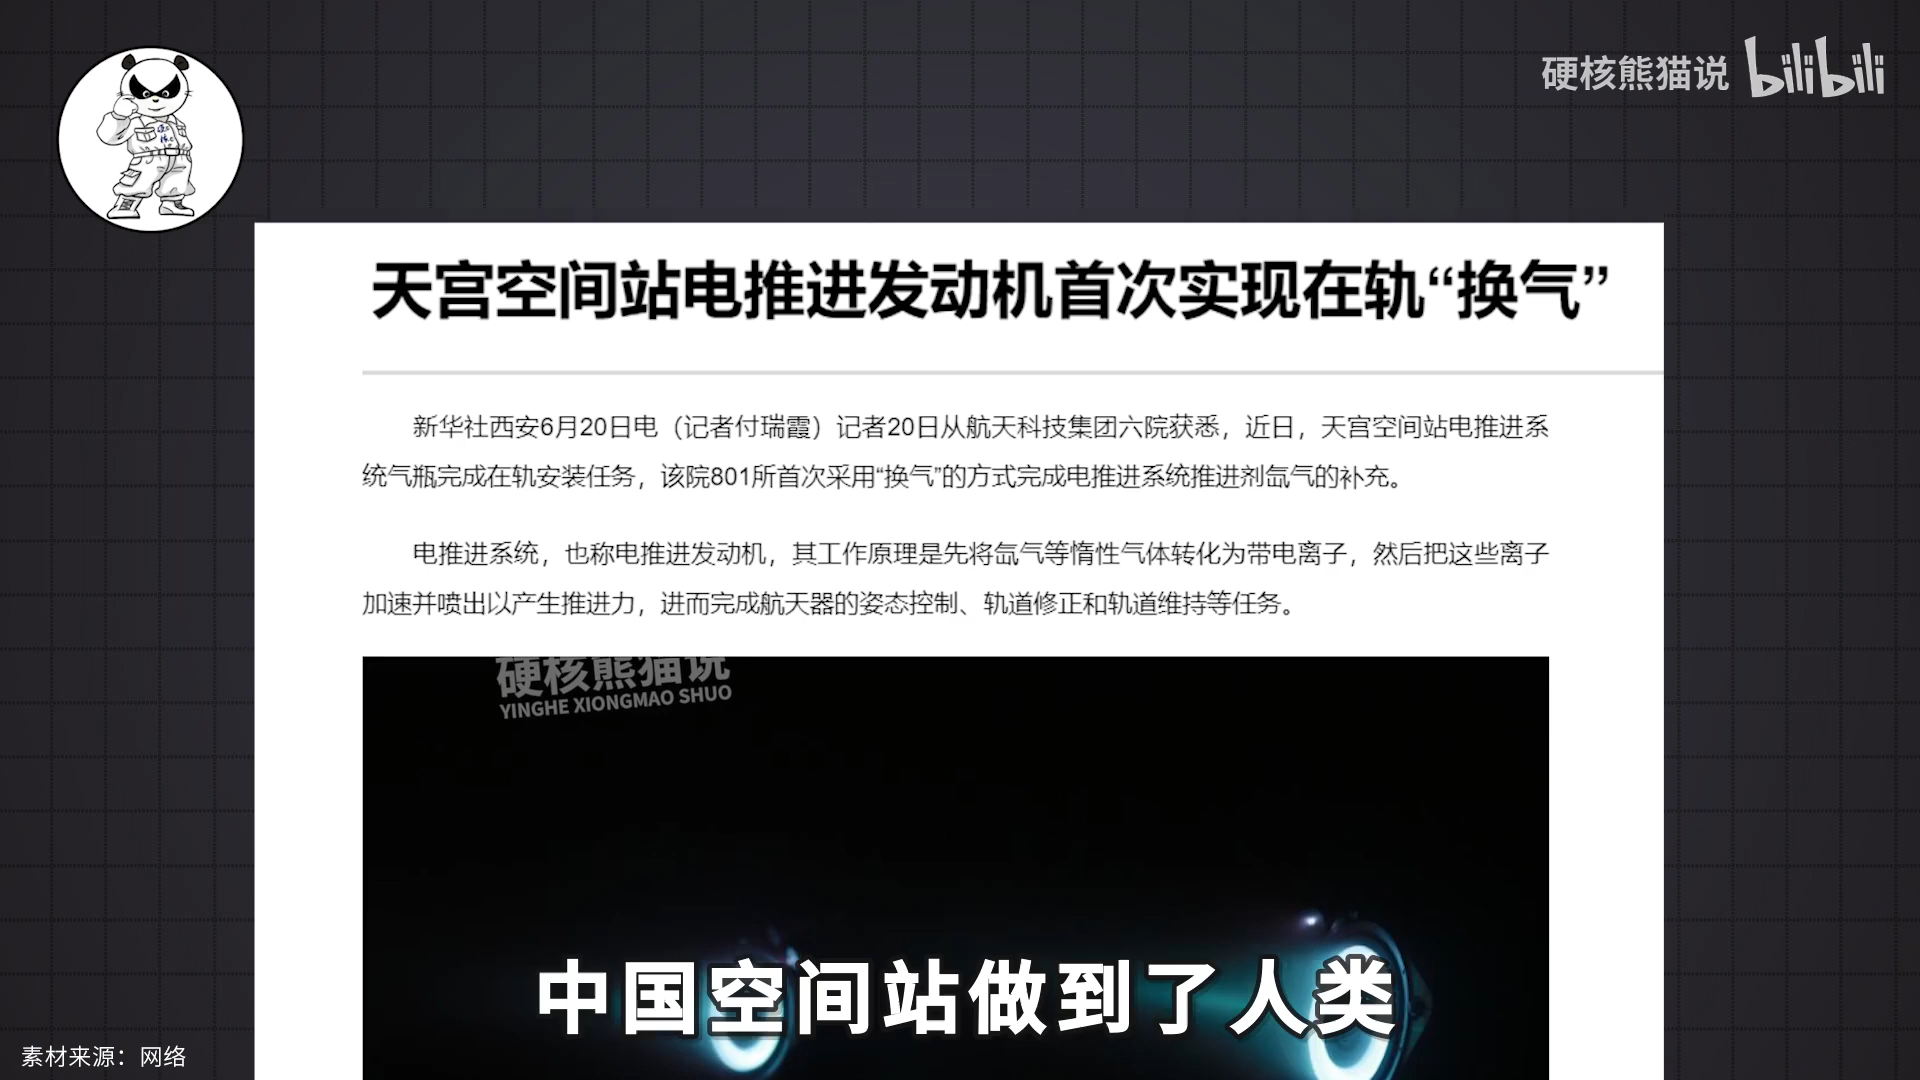 硬核熊猫说 bilibili
天宫空间站电推进发动机首次实现在轨“换气”
新华社西安6月20日电（记者付瑞霞）记者20日从航天科技集团六院获悉，近日，天宫空间站电推进系
统气瓶完成在轨安装任务，该院801所首次采用“换气”的方式完成电推进系统推进剂氙气的补充。
电推进系统，也称电推进发动机，其工作原理是先将氙气等惰性气体转化为带电离子，然后把这些离子
加速并喷出以产生推进力，进而完成航天器的姿态控制、轨道修正和轨道维持等任务。
硬核熊猫说
YINGHE XIONGMAO SHUO
中国空间站做到了人类
素材来源：网络